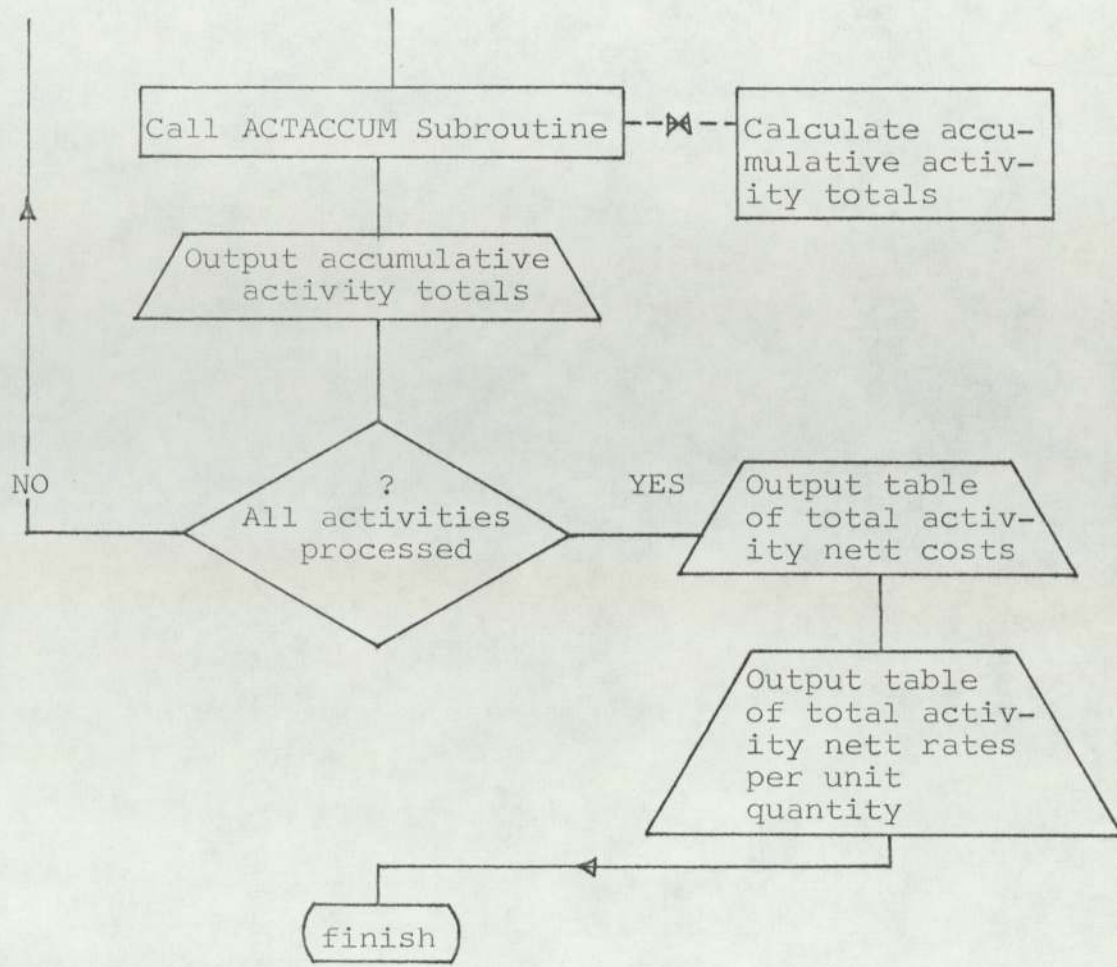 Call ACTACCUM Subroutine
Calculate accu-
mulative activ-
ity totals
Output accumulative
activity totals
NO
?
All activities
processed
YES
Output table
of total activ-
ity nett costs
Output table
of total activ-
ity nett rates
per unit
quantity
finish